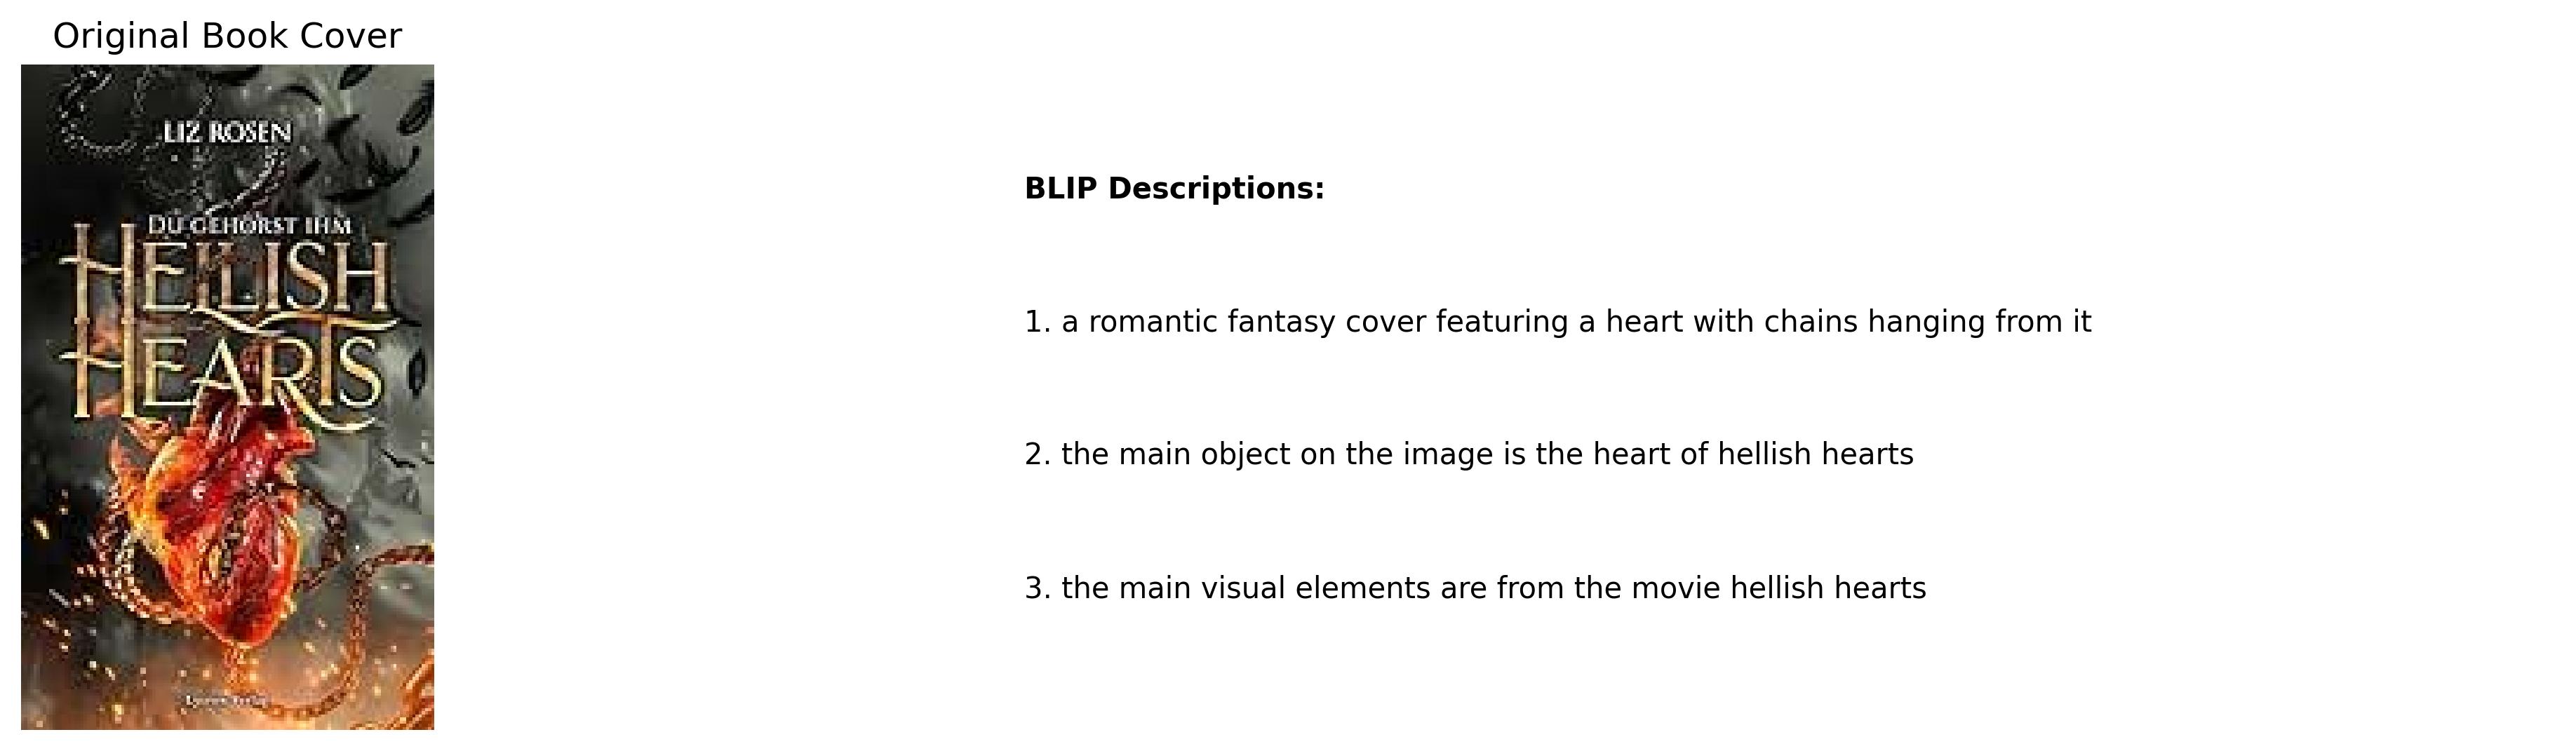 Original Book Cover
LIZ ROSEN
DU GEHÖRST IHM
HELLISH
HEARTS
BLIP Descriptions:
1. a romantic fantasy cover featuring a heart with chains hanging from it
2. the main object on the image is the heart of hellish hearts
3. the main visual elements are from the movie hellish hearts